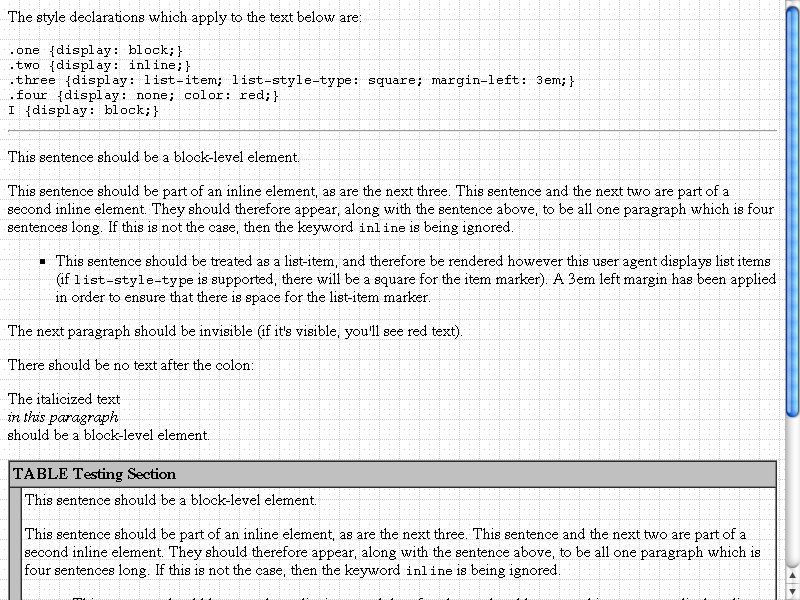 The style declarations which apply to the text below are:
.one {display: block;}
.two {display: inline;}
.three {display: list-item; list-style-type: square; margin-left: 3em;}
.four {display: none; color: red;}
I {display: block;}
This sentence should be a block-level element.
This sentence should be part of an inline element, as are the next three. This sentence and the next two are part of a
second inline element. They should therefore appear, along with the sentence above, to be all one paragraph which is four
sentences long. If this is not the case, then the keyword inline is being ignored.
This sentence should be treated as a list-item, and therefore be rendered however this user agent displays list items
(if list-style-type is supported, there will be a square for the item marker). A 3em left margin has been applied
in order to ensure that there is space for the list-item marker.
The next paragraph should be invisible (if it's visible, you'll see red text).
There should be no text after the colon:
The italicized text
in this paragraph
should be a block-level element.
TABLE Testing Section
This sentence should be a block-level element.
This sentence should be part of an inline element, as are the next three. This sentence and the next two are part of a
second inline element. They should therefore appear, along with the sentence above, to be all one paragraph which is
four sentences long. If this is not the case, then the keyword inline is being ignored.